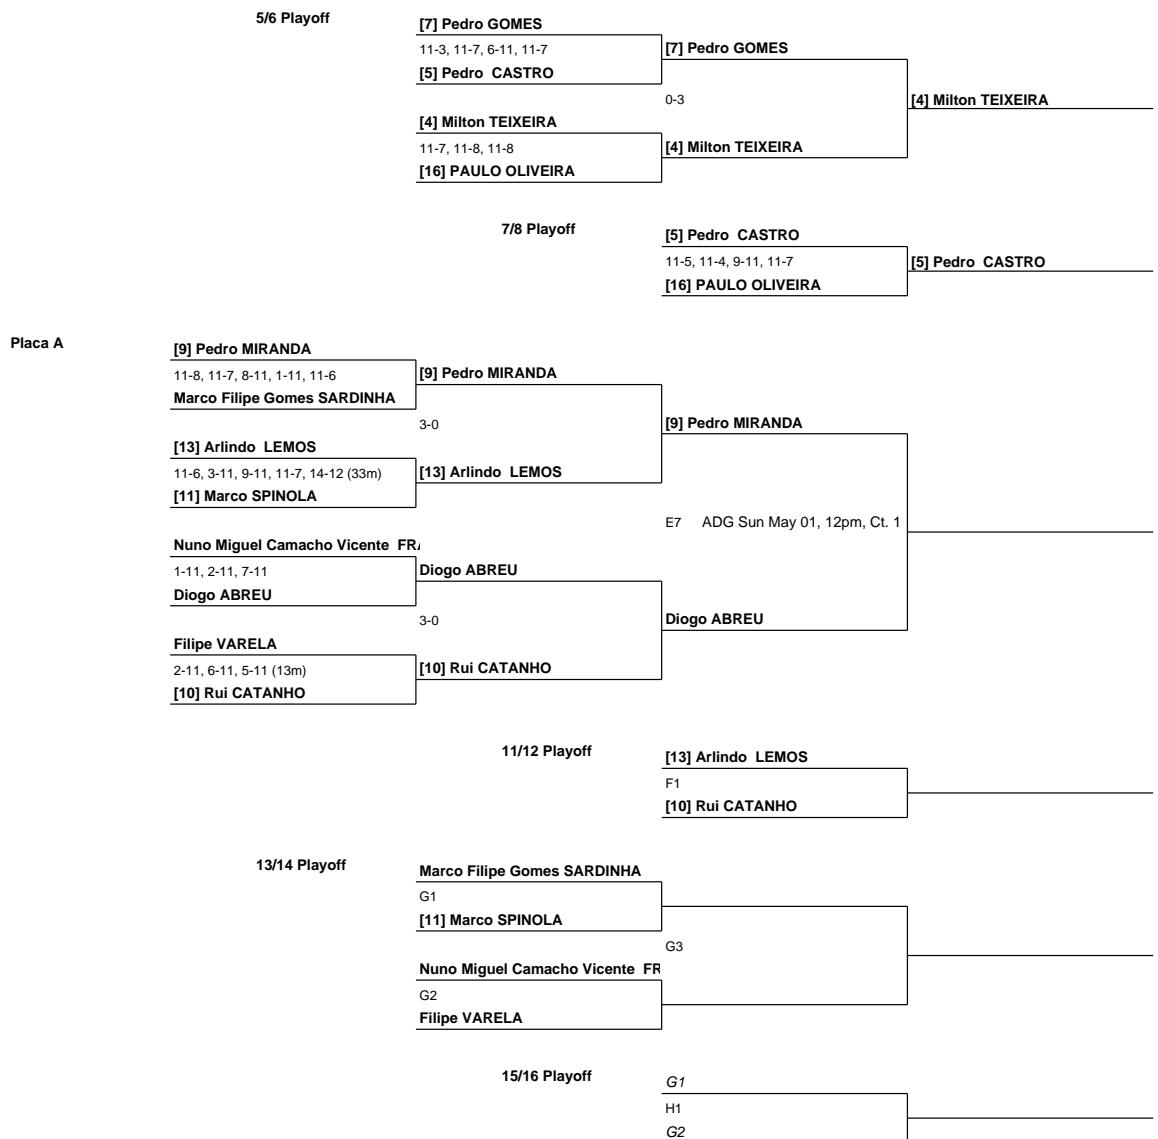 5/6 Playoff
[7] Pedro GOMES
11-3, 11-7, 6-11, 11-7
[5] Pedro CASTRO
[7] Pedro GOMES
0-3
[4] Milton TEIXEIRA
[4] Milton TEIXEIRA
11-7, 11-8, 11-8
[16] PAULO OLIVEIRA
[4] Milton TEIXEIRA
7/8 Playoff
[5] Pedro CASTRO
11-5, 11-4, 9-11, 11-7
[16] PAULO OLIVEIRA
[5] Pedro CASTRO
Placa A
[9] Pedro MIRANDA
11-8, 11-7, 8-11, 1-11, 11-6
Marco Filipe Gomes SARDINHA
[9] Pedro MIRANDA
3-0
[9] Pedro MIRANDA
[13] Arlindo LEMOS
11-6, 3-11, 9-11, 11-7, 14-12 (33m)
[11] Marco SPINOLA
[13] Arlindo LEMOS
E7 ADG Sun May 01, 12pm, Ct. 1
Nuno Miguel Camacho Vicente FRA
1-11, 2-11, 7-11
Diogo ABREU
Diogo ABREU
3-0
Diogo ABREU
Filipe VARELA
2-11, 6-11, 5-11 (13m)
[10] Rui CATANHO
[10] Rui CATANHO
11/12 Playoff
[13] Arlindo LEMOS
F1
[10] Rui CATANHO
13/14 Playoff
Marco Filipe Gomes SARDINHA
G1
[11] Marco SPINOLA
G3
Nuno Miguel Camacho Vicente FR
G2
Filipe VARELA
15/16 Playoff
G1
H1
G2